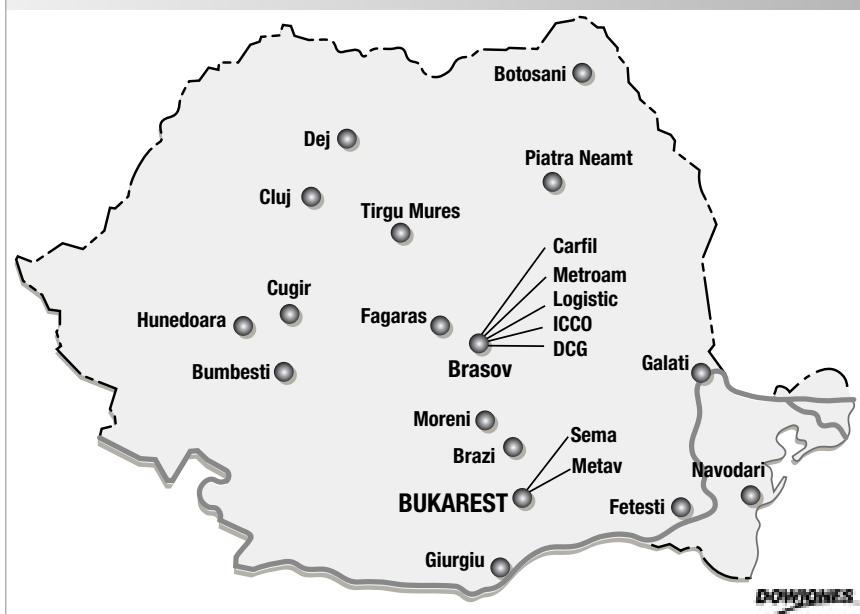 Botosani
Dej
Piatra Neamt
Cluj
Tirgu Mures
Carfil
Metroam
Logistic
ICCO
DCG
Cugir
Hunedoara
Fagaras
Brasov
Bumbesti
Galati
Moreni
Brazi
Sema
Metav
BUKAREST
Navodari
Fetesti
Giurgiu
DOWJONES